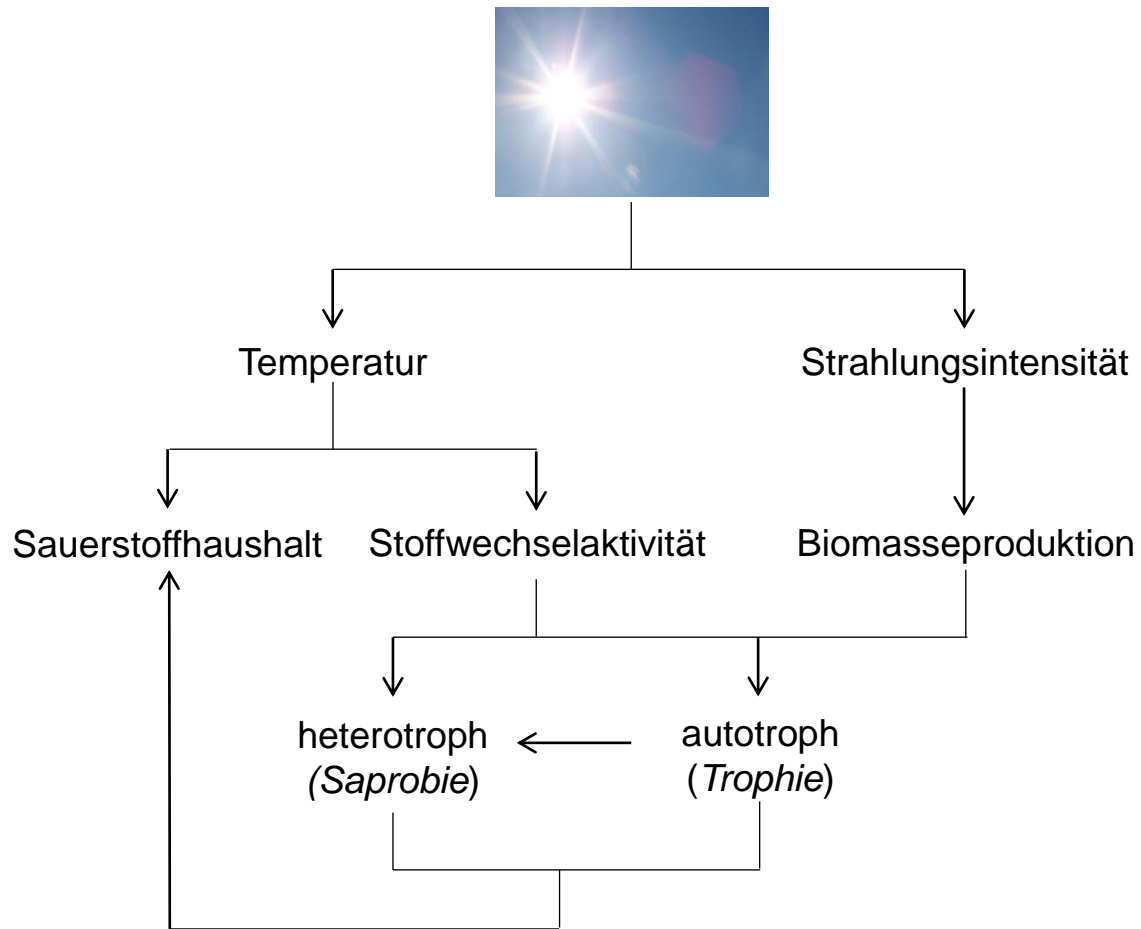 Temperatur
Strahlungsintensität
Sauerstoffhaushalt
Stoffwechselaktivität
Biomasseproduktion
heterotroph
(Saprobie)
autotroph
(Trophie)